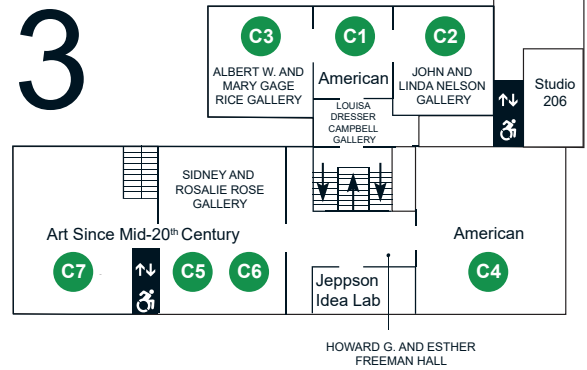 3
C3
C1
C2
ALBERT W. AND
MARY GAGE
RICE GALLERY
American
JOHN AND
LINDA NELSON
GALLERY
Studio
206
LOUISA
DRESSER
CAMPBELL
GALLERY
SIDNEY AND
ROSALIE ROSE
GALLERY
Art Since Mid-20th Century
American
C7
C5
C6
C4
Jeppson
Idea Lab
HOWARD G. AND ESTHER
FREEMAN HALL